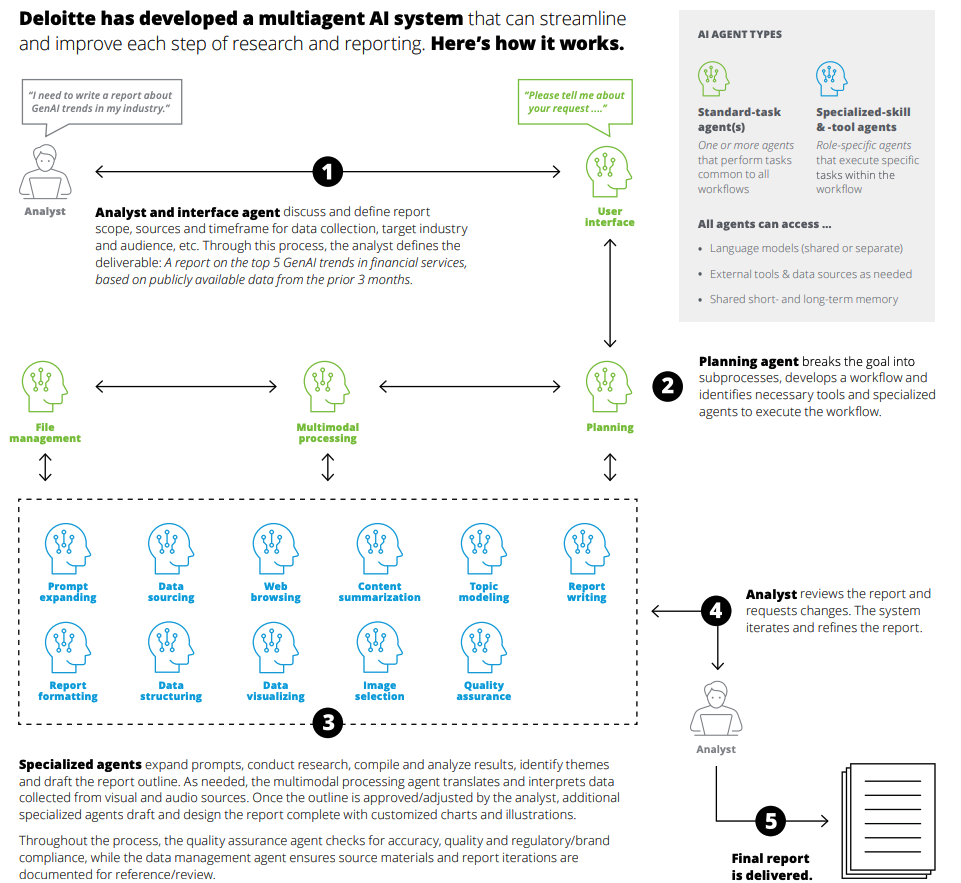 Deloitte has developed a multiagent AI system that can streamline
and improve each step of research and reporting. Here's how it works.
"I need to write a report about
GenAI trends in my industry."
"Please tell me about
your request ...."
Analyst
1
User
interface
Analyst and interface agent discuss and define report
scope, sources and timeframe for data collection, target industry
and audience, etc. Through this process, the analyst defines the
deliverable: A report on the top 5 GenAI trends in financial services,
based on publicly available data from the prior 3 months.
AI AGENT TYPES
Standard-task
agent(s)
One or more agents
that perform tasks
common to all
workflows
Specialized-skill
& -tool agents
Role-specific agents
that execute specific
tasks within the
workflow
All agents can access ...
• Language models (shared or separate)
• External tools & data sources as needed
• Shared short- and long-term memory
File
management
Multimodal
processing
Planning
2
Planning agent breaks the goal into
subprocesses, develops a workflow and
identifies necessary tools and specialized
agents to execute the workflow.
Prompt
expanding
Data
sourcing
Web
browsing
Content
summarization
Topic
modeling
Report
writing
Report
formatting
Data
structuring
Data
visualizing
Image
selection
Quality
assurance
3
Specialized agents expand prompts, conduct research, compile and analyze results, identify themes
and draft the report outline. As needed, the multimodal processing agent translates and interprets data
collected from visual and audio sources. Once the outline is approved/adjusted by the analyst, additional
specialized agents draft and design the report complete with customized charts and illustrations.
Throughout the process, the quality assurance agent checks for accuracy, quality and regulatory/brand
compliance, while the data management agent ensures source materials and report iterations are
documented for reference/review.
4
Analyst reviews the report and
requests changes. The system
iterates and refines the report.
Analyst
5
Final report
is delivered.